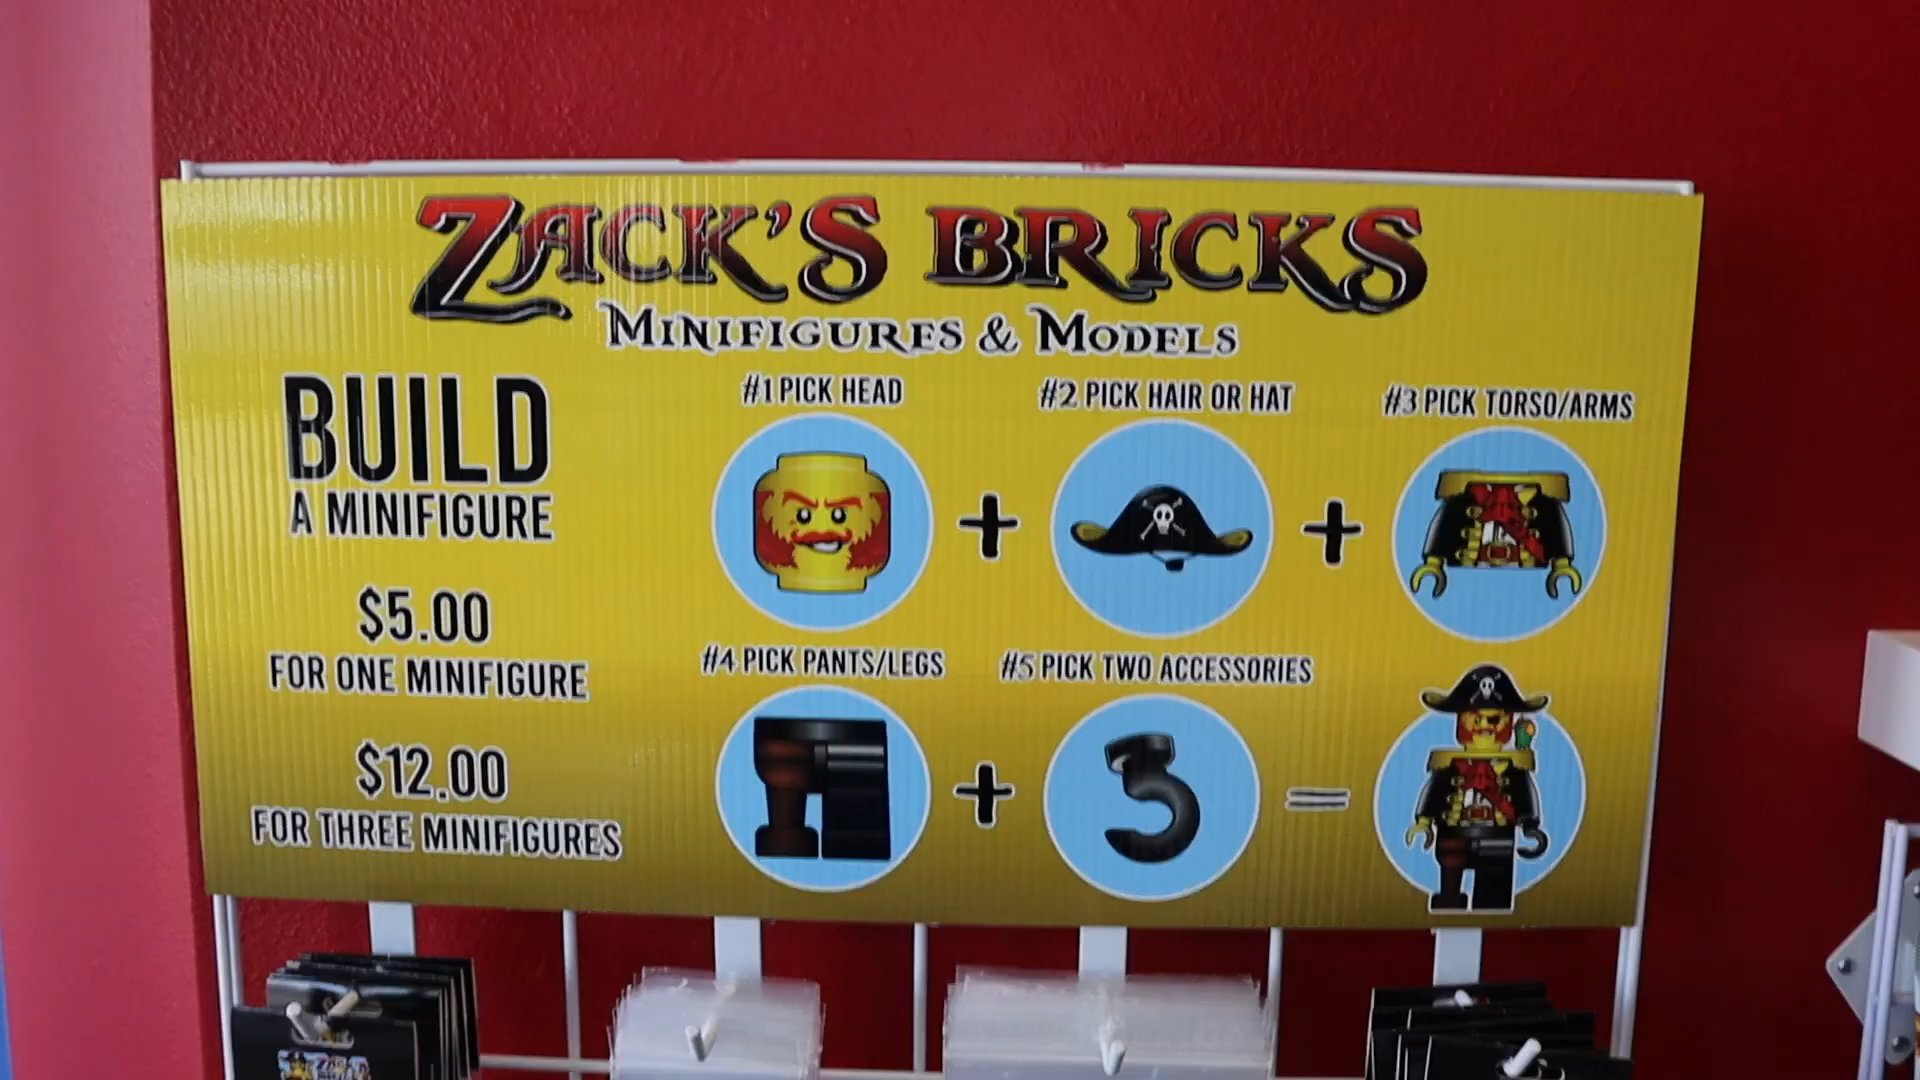 ZACK'S BRICKS
MINIFIGURES & MODELS
BUILD
A MINIFIGURE
$5.00
FOR ONE MINIFIGURE
$12.00
FOR THREE MINIFIGURES
#1 PICK HEAD
#2 PICK HAIR OR HAT
#3 PICK TORSO/ARMS
#4 PICK PANTS/LEGS
#5 PICK TWO ACCESSORIES